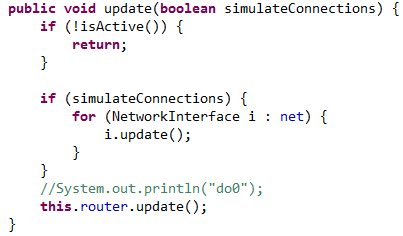 public void update(boolean simulateConnections) {
    if (!isActive()) {
        return;
    }

    if (simulateConnections) {
        for (NetworkInterface i : net) {
            i.update();
        }
    }
    //System.out.println("do0");
    this.router.update();
}